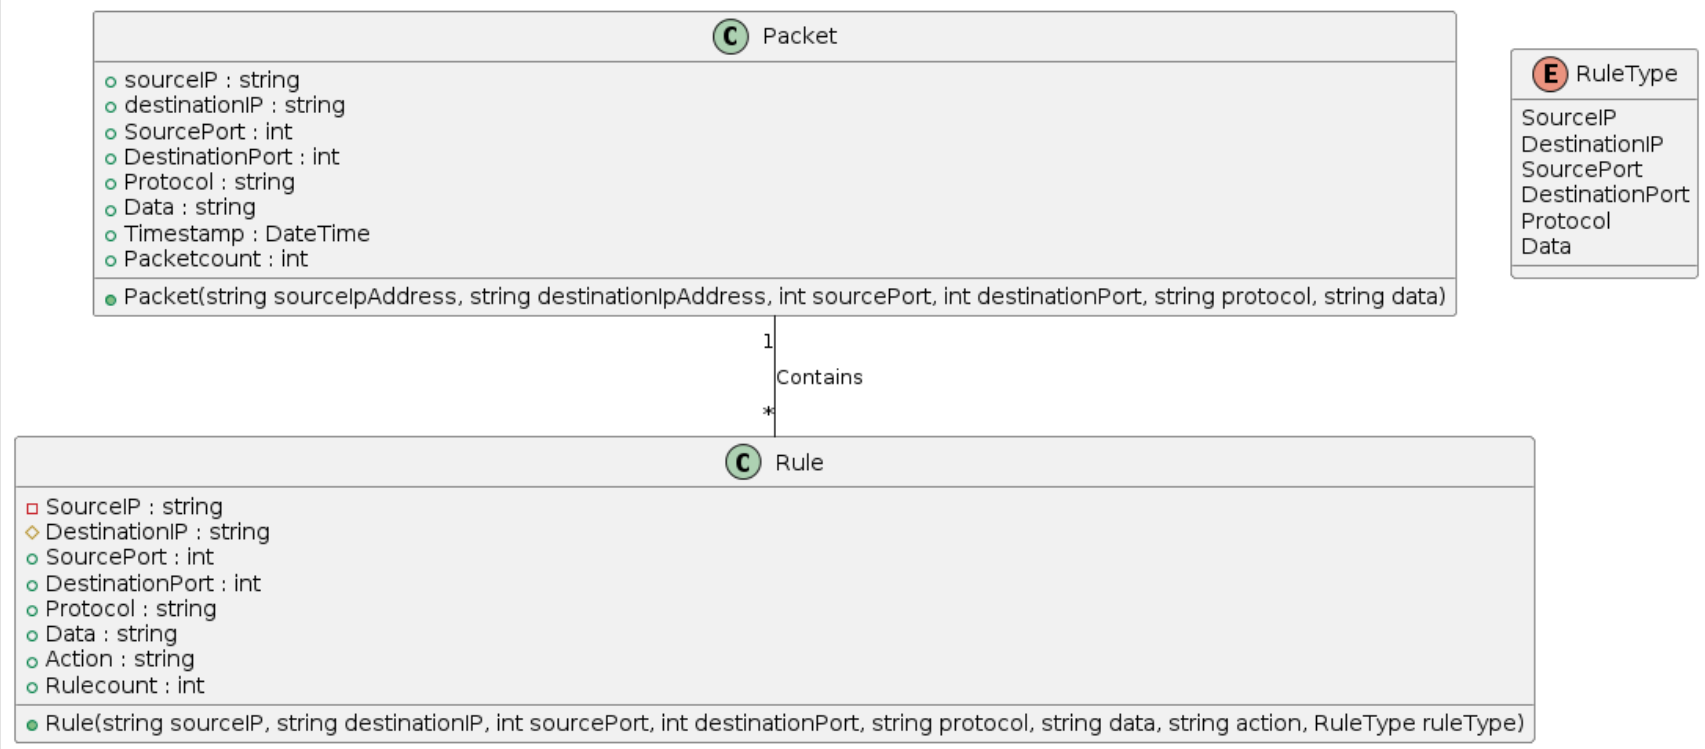 C Packet
sourceIP : string
destinationIP : string
SourcePort : int
DestinationPort : int
Protocol : string
Data : string
Timestamp : DateTime
Packetcount : int
Packet(string sourceIpAddress, string destinationIpAddress, int sourcePort, int destinationPort, string protocol, string data)
E RuleType
SourceIP
DestinationIP
SourcePort
DestinationPort
Protocol
Data
1
Contains
*
C Rule
SourceIP : string
DestinationIP : string
SourcePort : int
DestinationPort : int
Protocol : string
Data : string
Action : string
Rulecount : int
Rule(string sourceIP, string destinationIP, int sourcePort, int destinationPort, string protocol, string data, string action, RuleType ruleType)